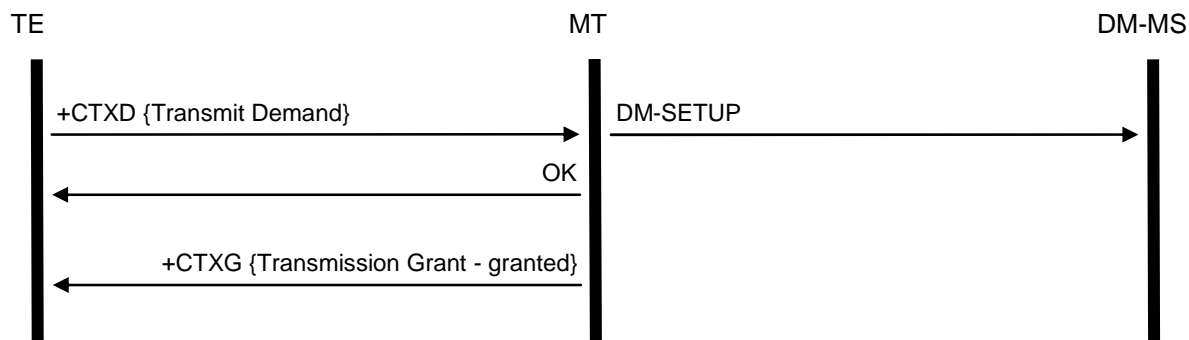 TE MT DM-MS
+CTXD {Transmit Demand} DM-SETUP
OK
+CTXG {Transmission Grant - granted}